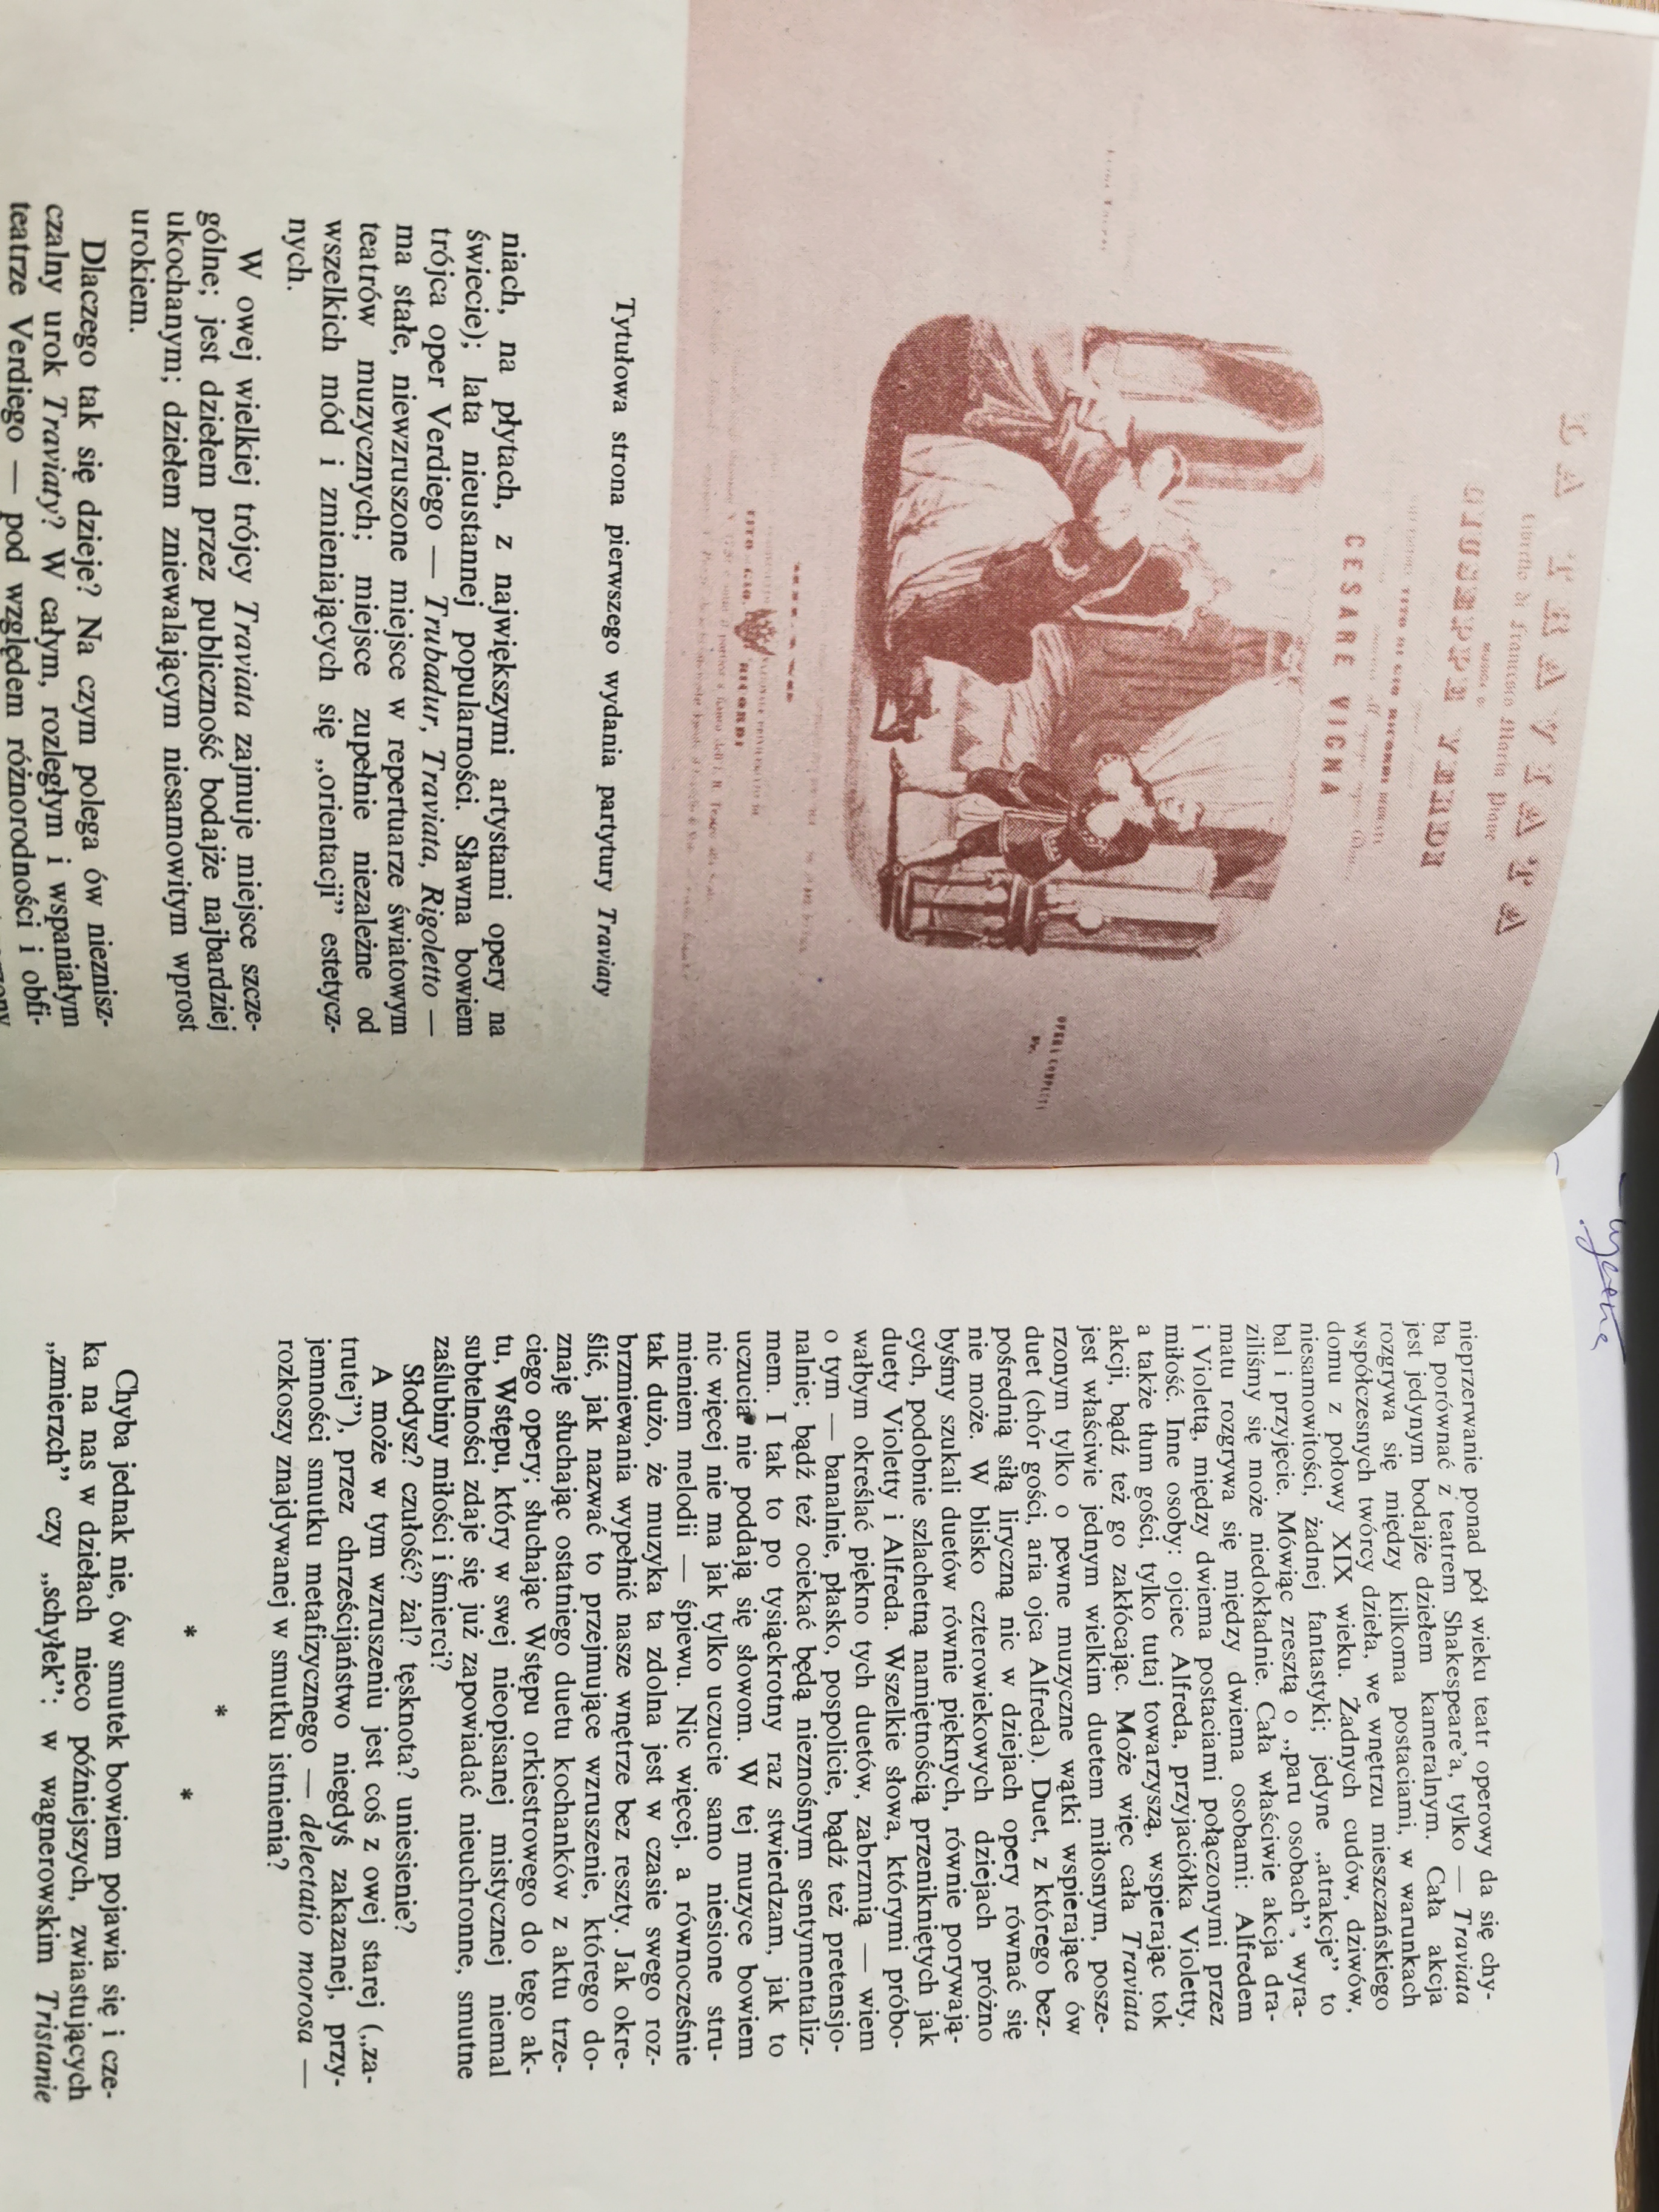 LA TRAVIATA
Libretto di Francesco Maria Piave
MUSICA DI
GIUSEPPE VERDI
TITO DI GIO RICORDI
CESARE VIGNA
OPERA COMPLETA
Fr.
TITO DI GIO. RICORDI
Tytułowa strona pierwszego wydania partytury Traviaty
niach, na płytach, z największymi artystami opery na
świecie); lata nieustannej popularności. Sławna bowiem
trójca oper Verdiego — Trubadur, Traviata, Rigoletto —
ma stałe, niewzruszone miejsce w repertuarze światowym
teatrów muzycznych; miejsce zupełnie niezależne od
wszelkich mód i zmieniających się „orientacji” estetycz-
nych.
W owej wielkiej trójcy Traviata zajmuje miejsce szcze-
gólne; jest dziełem przez publiczność bodajże najbardziej
ukochanym; dziełem zniewalającym niesamowitym wprost
urokiem.
Dlaczego tak się dzieje? Na czym polega ów niezniszc-
czalny urok Traviaty? W całym, rozległym i wspaniałym
teatrze Verdiego — pod względem różnorodności i obfi-
nieprzerwanie ponad pół wieku teatr operowy da się chy-
ba porównać z teatrem Shakespeare'a, tylko — Traviata
jest jedynym bodajże dziełem kameralnym. Cała akcja
rozgrywa się między kilkoma postaciami, w warunkach
współczesnych twórcy dzieła, we wnętrzu mieszczańskiego
domu z połowy XIX wieku. Żadnych cudów, dziwów,
niesamowitości, żadnej fantastyki; jedyne „atrakcje” to
bal i przyjęcie. Mówiąc zresztą o „paru osobach”, wyra-
ziliśmy się może niedokładnie. Cała właściwie akcja dra-
matu rozgrywa się między dwiema osobami: Alfredem
i Violettą, między dwiema postaciami połączonymi przez
miłość. Inne osoby: ojciec Alfreda, przyjaciółka Violetty,
a także tłum gości, tylko tutaj towarzyszą, wspierając tok
akcji, bądź też go zakłócając. Może więc cała Traviata
jest właściwie jednym wielkim duetem miłosnym, posze-
rzonym tylko o pewne muzyczne wątki wspierające ów
duet (chór gości, aria ojca Alfreda). Duet, z którego bez-
pośrednią siłą liryczną nic w dziejach opery równać się
nie może. W blisko czterowiekowych dziejach próżno
byśmy szukali duetów równie pięknych, równie porywają-
cych, podobnie szlachetną namiętnością przenikniętych jak
duety Violetty i Alfreda. Wszelkie słowa, którymi próbo-
wałbym określać piękno tych duetów, zabrzmią — wiem
o tym — banalnie, płasko, pospolicie, bądź też pretensjo-
nalnie; bądź też ociekać będą nieznośnym sentymentaliz-
mem. I tak to po tysiąckrotny raz stwierdzam, jak to
uczucia nie poddają się słowom. W tej muzyce bowiem
nic więcej nie ma jak tylko uczucie samo niesione stru-
mieniem melodii — śpiewu. Nic więcej, a równocześnie
tak dużo, że muzyka ta zdolna jest w czasie swego roz-
brzmiewania wypełnić nasze wnętrze bez reszty. Jak okre-
ślić, jak nazwać to przejmujące wzruszenie, którego do-
znaję słuchając ostatniego duetu kochanków z aktu trze-
ciego opery; słuchając Wstępu orkiestrowego do tego ak-
tu, Wstępu, który w swej nieopisanej mistycznej niemal
subtelności zdaje się już zapowiadać nieuchronne, smutne
zaślubiny miłości i śmierci?
Słodysz? czułość? żal? tęsknota? uniesienie?
A może w tym wzruszeniu jest coś z owej starej („za-
trutej”), przez chrześcijaństwo niegdyś zakazanej, przy-
jemności smutku metafizycznego — delectatio morosa —
rozkoszy znajdywanej w smutku istnienia?
* * *
Chyba jednak nie, ów smutek bowiem pojawia się i cze-
ka na nas w dziełach nieco późniejszych, zwiastujących
„zmierzch” czy „schyłek”: w wagnerowskim Tristanie